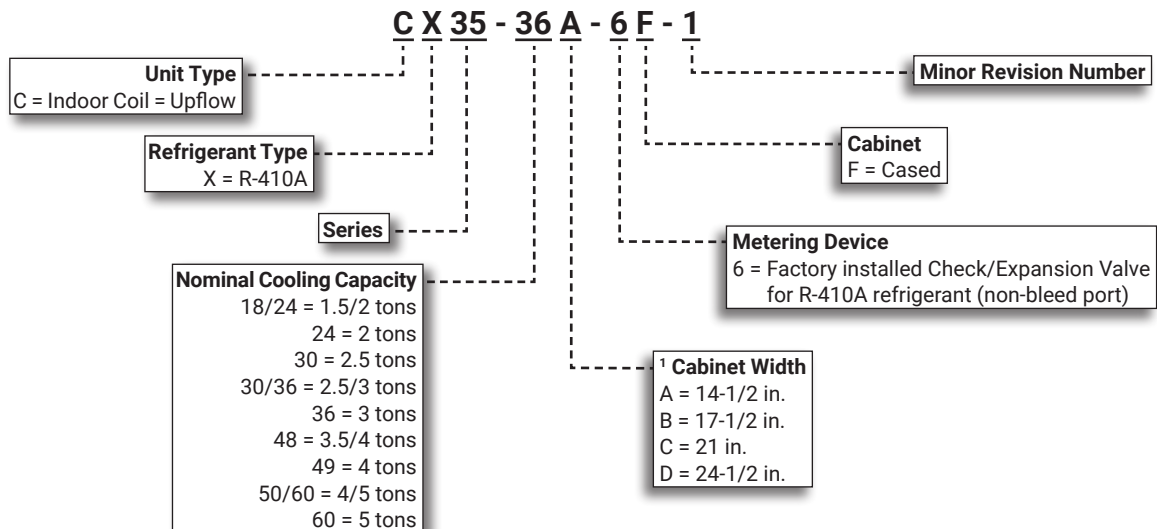 C X 35 - 36 A - 6 F - 1
Unit Type
C = Indoor Coil = Upflow
Refrigerant Type
X = R-410A
Series
Nominal Cooling Capacity
18/24 = 1.5/2 tons
24 = 2 tons
30 = 2.5 tons
30/36 = 2.5/3 tons
36 = 3 tons
48 = 3.5/4 tons
49 = 4 tons
50/60 = 4/5 tons
60 = 5 tons
Minor Revision Number
Cabinet
F = Cased
Metering Device
6 = Factory installed Check/Expansion Valve
for R-410A refrigerant (non-bleed port)
¹ Cabinet Width
A = 14-1/2 in.
B = 17-1/2 in.
C = 21 in.
D = 24-1/2 in.